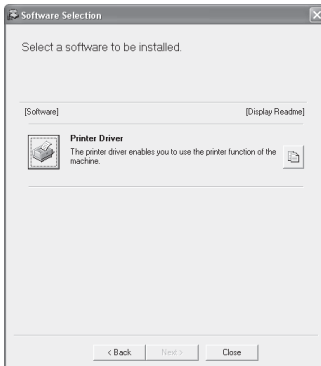 Software Selection
Select a software to be installed.
[Software] [Display Readme]
Printer Driver
The printer driver enables you to use the printer function of the
machine.
< Back Next > Close